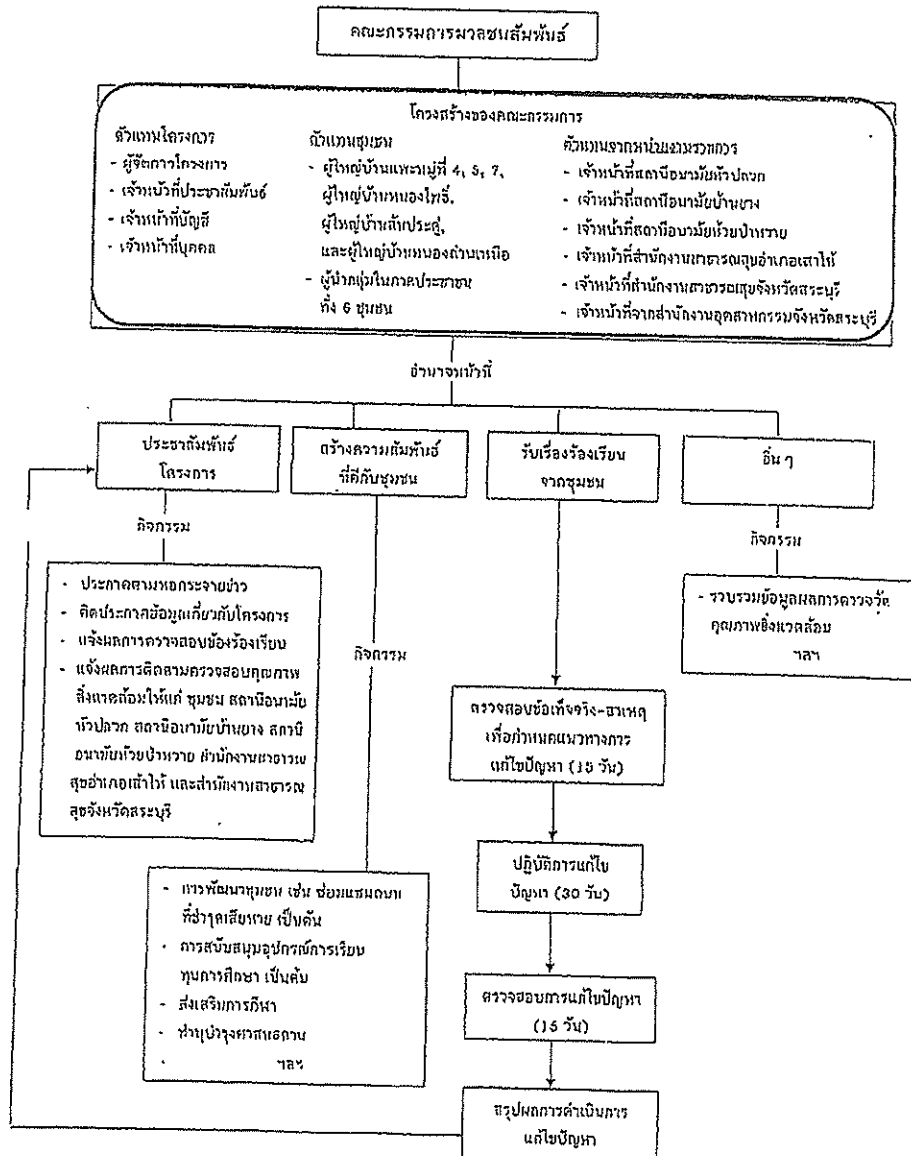 คณะกรรมการมวลชนสัมพันธ์
โครงสร้างของคณะกรรมการ
ตัวแทนโครงการ
- ผู้จัดการโครงการ
- เจ้าหน้าที่ประชาสัมพันธ์
- เจ้าหน้าที่บัญชี
- เจ้าหน้าที่บุคคล
ตัวแทนชุมชน
- ผู้ใหญ่บ้านและหมู่ที่ 4, 5, 7,
ผู้ใหญ่บ้านหนองโพธิ์,
ผู้ใหญ่บ้านสักประดู่,
และผู้ใหญ่บ้านหนองถ่านเหนือ
- ผู้นำกลุ่มในภาคประชาชน
ทั้ง 6 ชุมชน
ตัวแทนจากหน่วยงานราชการ
- เจ้าหน้าที่สถานีอนามัยหัวปลวก
- เจ้าหน้าที่สถานีอนามัยบ้านยาง
- เจ้าหน้าที่สถานีอนามัยห้วยป่าหวาย
- เจ้าหน้าที่สำนักงานสาธารณสุขอำเภอเสาไห้
- เจ้าหน้าที่สำนักงานสาธารณสุขจังหวัดสระบุรี
- เจ้าหน้าที่จากสำนักงานอุตสาหกรรมจังหวัดสระบุรี
อำนาจหน้าที่
ประชาสัมพันธ์
โครงการ
สร้างความสัมพันธ์
ที่ดีกับชุมชน
รับเรื่องร้องเรียน
จากชุมชน
อื่น ๆ
กิจกรรม
- ประกาศตามหอกระจายข่าว
- ติดประกาศข้อมูลเกี่ยวกับโครงการ
- แจ้งผลการตรวจสอบข้อร้องเรียน
- แจ้งผลการติดตามตรวจสอบคุณภาพ
สิ่งแวดล้อมให้แก่ ชุมชน สถานีอนามัย
หัวปลวก สถานีอนามัยบ้านยาง สถานี
อนามัยห้วยป่าหวาย สำนักงานสาธารณ
สุขอำเภอเสาไห้ และสำนักงานสาธารณ
สุขจังหวัดสระบุรี
กิจกรรม
- การพัฒนาชุมชน เช่น ซ่อมแซมถนน
ที่ชำรุดเสียหาย เป็นต้น
- การสนับสนุนอุปกรณ์การเรียน
ทุนการศึกษา เป็นต้น
- ส่งเสริมการกีฬา
- ทำนุบำรุงศาสนสถาน
- ฯลฯ
กิจกรรม
- รวบรวมข้อมูลผลการตรวจวัด
คุณภาพสิ่งแวดล้อม
ฯลฯ
ตรวจสอบข้อเท็จจริง-สาเหตุ
เพื่อกำหนดแนวทางการ
แก้ไขปัญหา (15 วัน)
ปฏิบัติการแก้ไข
ปัญหา (30 วัน)
ตรวจสอบการแก้ไขปัญหา
(15 วัน)
สรุปผลการดำเนินการ
แก้ไขปัญหา